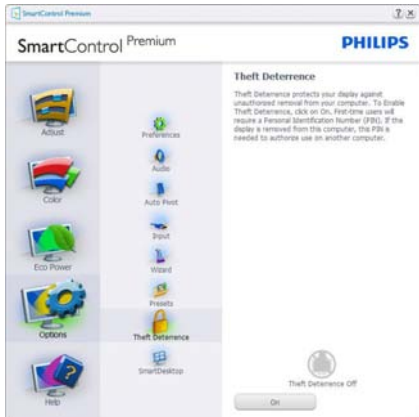 SmartControl Premium
SmartControl Premium
PHILIPS
Adjust
Color
Eco Power
Options
Help
Preferences
Audio
Auto Pivot
Input
Wizard
Presets
Theft Deterrence
SmartDesktop
Theft Deterrence
Theft Deterrence protects your display against
unauthorized removal from your computer. To Enable
Theft Deterrence, click on On. First-time users will
require a Personal Identification Number (PIN). If the
display is removed from this computer, this PIN is
needed to authorize use on another computer.
Theft Deterrence Off
On